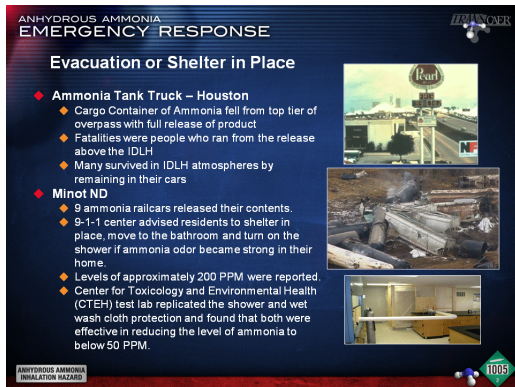 ANHYDROUS AMMONIA
EMERGENCY RESPONSE
TRANSCAER
Evacuation or Shelter in Place
Ammonia Tank Truck – Houston
Cargo Container of Ammonia fell from top tier of
overpass with full release of product
Fatalities were people who ran from the release
above the IDLH
Many survived in IDLH atmospheres by
remaining in their cars
Minot ND
9 ammonia railcars released their contents.
9-1-1 center advised residents to shelter in
place, move to the bathroom and turn on the
shower if ammonia odor became strong in their
home.
Levels of approximately 200 PPM were reported.
Center for Toxicology and Environmental Health
(CTEH) test lab replicated the shower and wet
wash cloth protection and found that both were
effective in reducing the level of ammonia to
below 50 PPM.
Pearl
ANHYDROUS AMMONIA
INHALATION HAZARD
1005
2